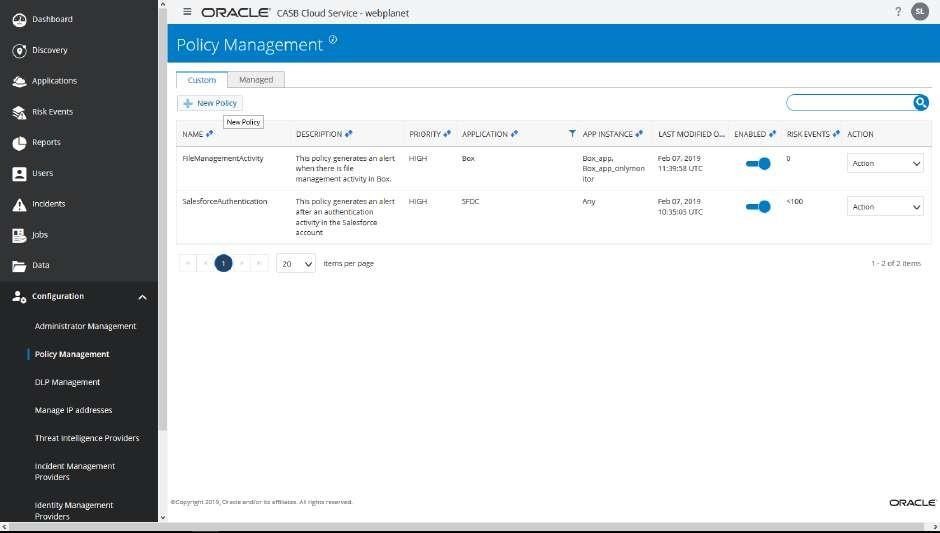 Dashboard
Discovery
Applications
Risk Events
Reports
Users
Incidents
Jobs
Data
Configuration
Administrator Management
Policy Management
DLP Management
Manage IP addresses
Threat Intelligence Providers
Incident Management
Providers
Identity Management
Providers
ORACLE® CASB Cloud Service - webplanet
? SL
Policy Management
Custom Managed
New Policy
New Policy
NAME DESCRIPTION PRIORITY APPLICATION APP INSTANCE LAST MODIFIED O... ENABLED RISK EVENTS ACTION
FileManagementActivity This policy generates an alert HIGH Box Box_app, Feb 07, 2019 0 Action
when there is file Box_app_onlymon 11:39:58 UTC
management activity in Box. itor
SalesforceAuthentication This policy generates an alert HIGH SFDC Any Feb 07, 2019 <100 Action
after an authentication 10:35:05 UTC
activity in the Salesforce
account
1 20 items per page 1 - 2 of 2 items
©Copyright 2019, Oracle and/or its affiliates. All rights reserved. ORACLE®